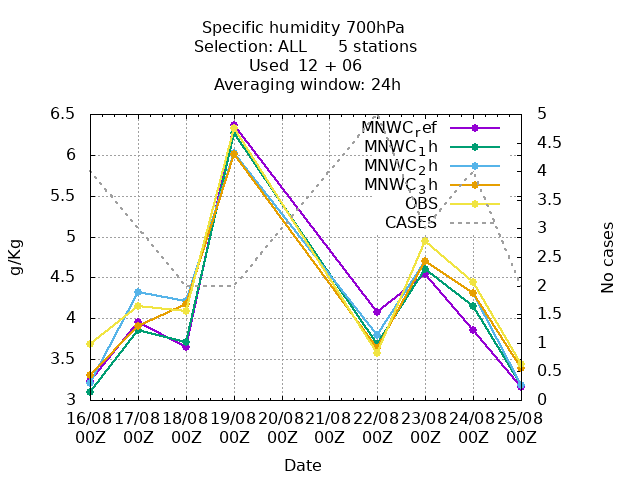 Specific humidity 700hPa
Selection: ALL 5 stations
Used 12 + 06
Averaging window: 24h
6.5
6
5.5
5
4.5
4
3.5
3
g/Kg
5
4.5
4
3.5
3
2.5
2
1.5
1
0.5
0
No cases
MNWCref
MNWC1h
MNWC2h
MNWC3h
OBS
CASES
16/08 17/08 18/08 19/08 20/08 21/08 22/08 23/08 24/08 25/08
00Z 00Z 00Z 00Z 00Z 00Z 00Z 00Z 00Z 00Z
Date